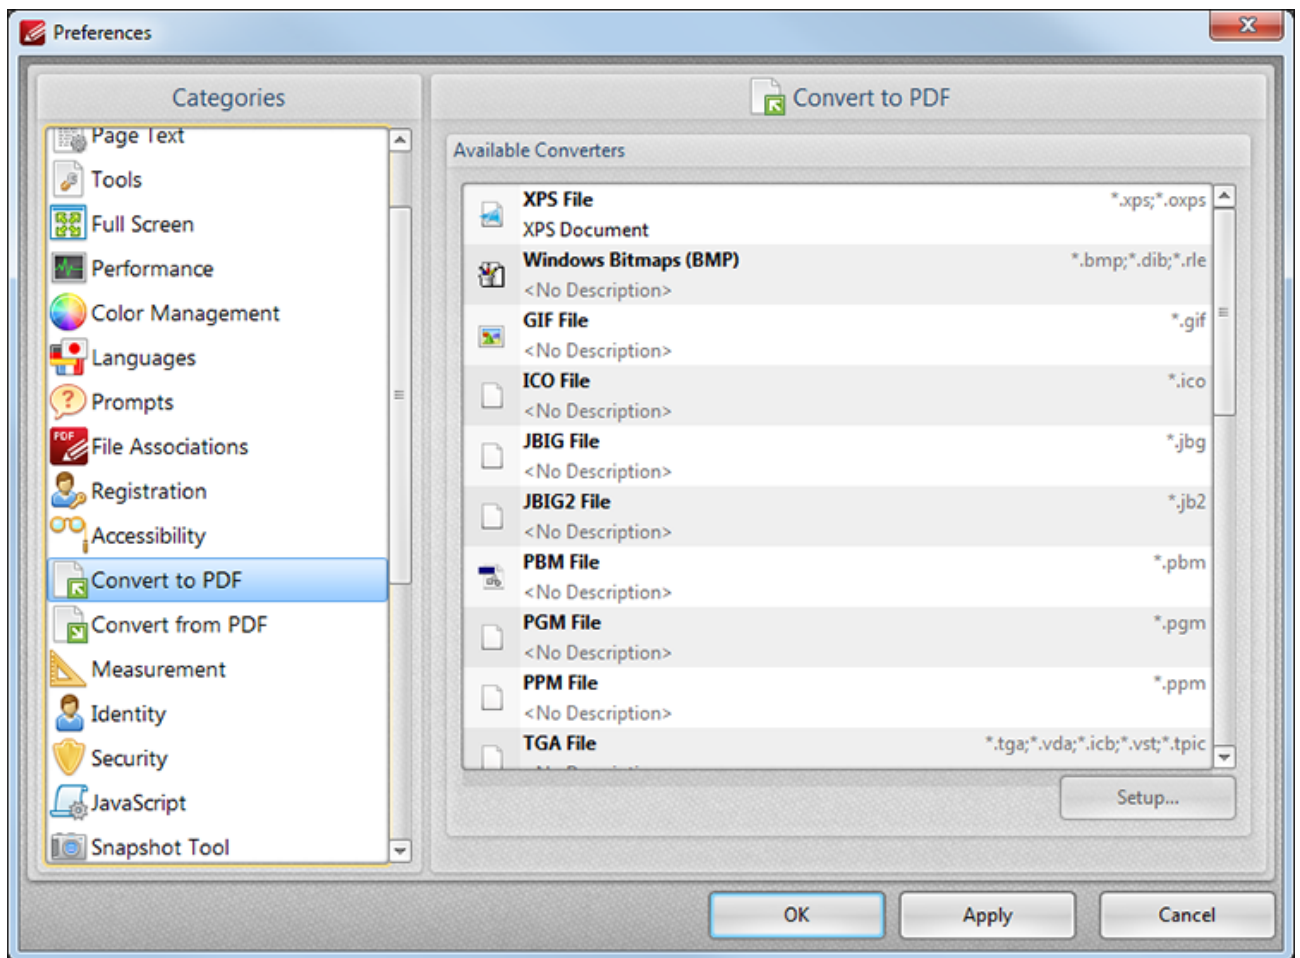 Preferences
Categories
Page Text
Tools
Full Screen
Performance
Color Management
Languages
Prompts
PDF
File Associations
Registration
Accessibility
Convert to PDF
Convert from PDF
Measurement
Identity
Security
JavaScript
Snapshot Tool
Convert to PDF
Available Converters
XPS File *.xps;*.oxps
XPS Document
Windows Bitmaps (BMP) *.bmp;*.dib;*.rle
<No Description>
GIF File *.gif
<No Description>
ICO File *.ico
<No Description>
JBIG File *.jbg
<No Description>
JBIG2 File *.jb2
<No Description>
PBM File *.pbm
<No Description>
PGM File *.pgm
<No Description>
PPM File *.ppm
<No Description>
TGA File *.tga;*.vda;*.icb;*.vst;*.tpic
Setup...
OK Apply Cancel